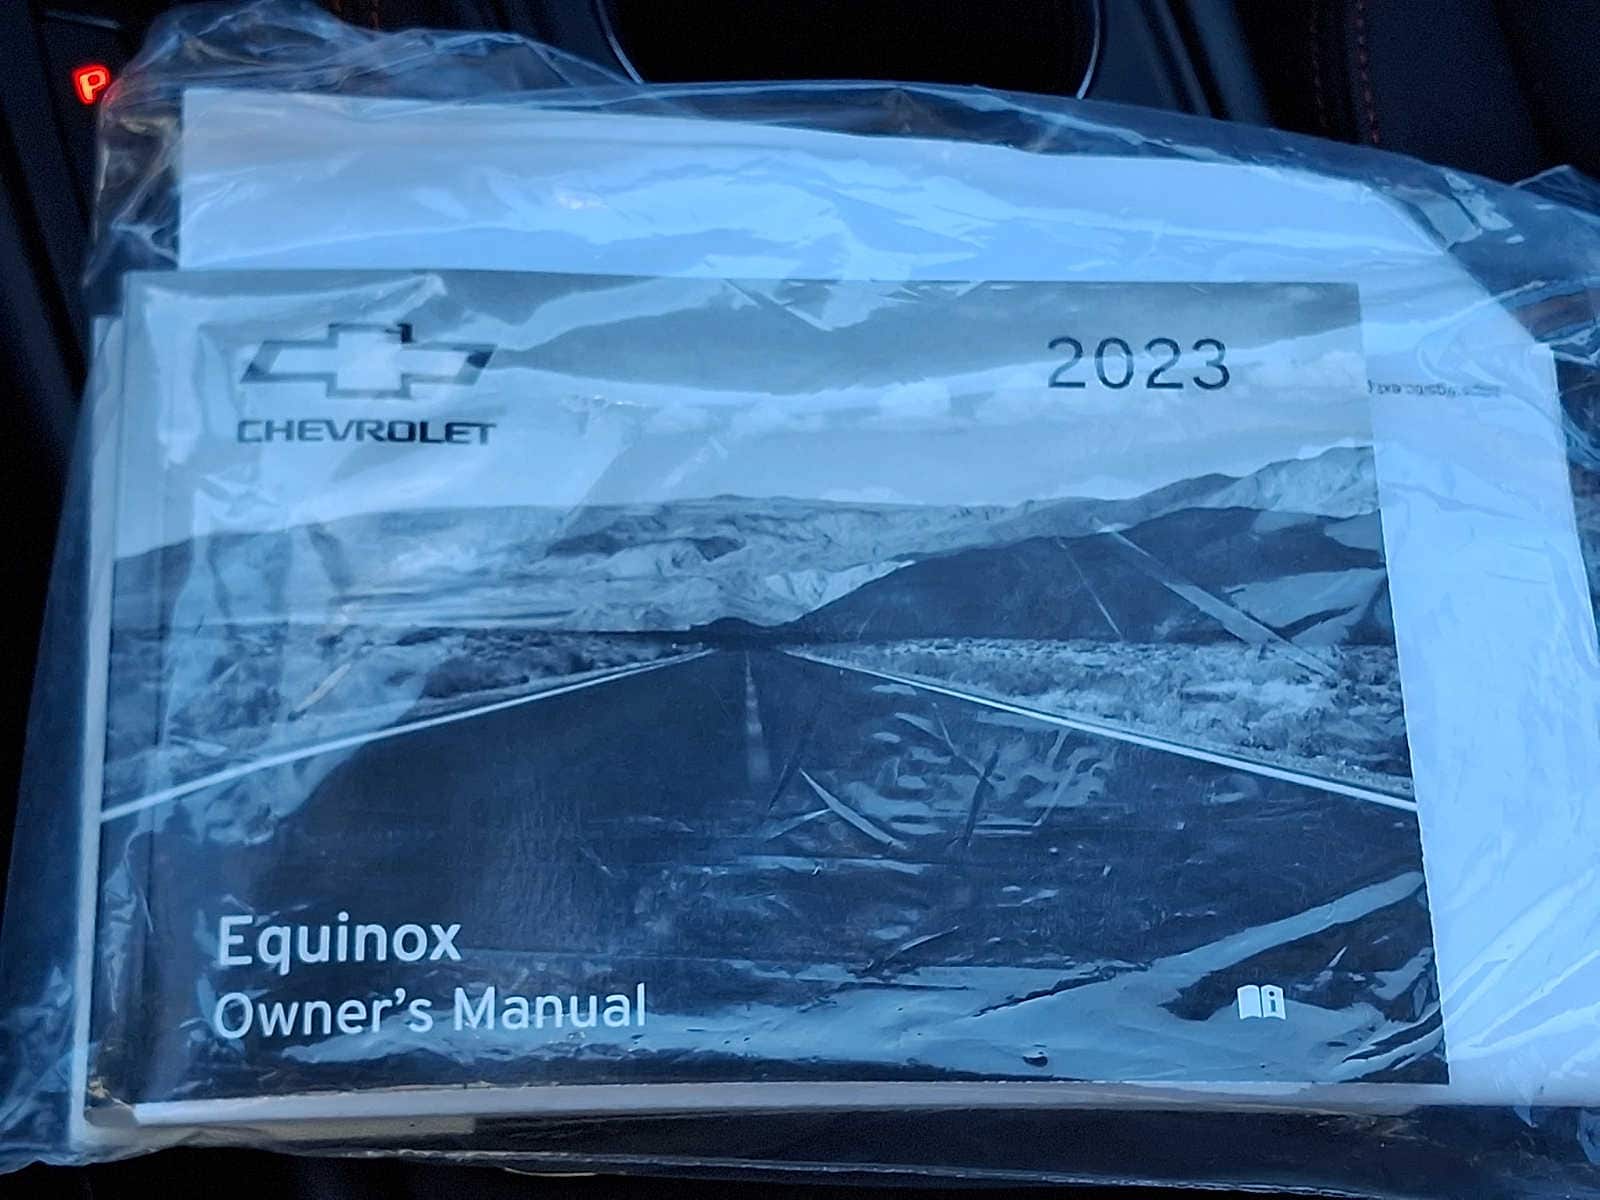 P
2023
CHEVROLET
Equinox
Owner's Manual